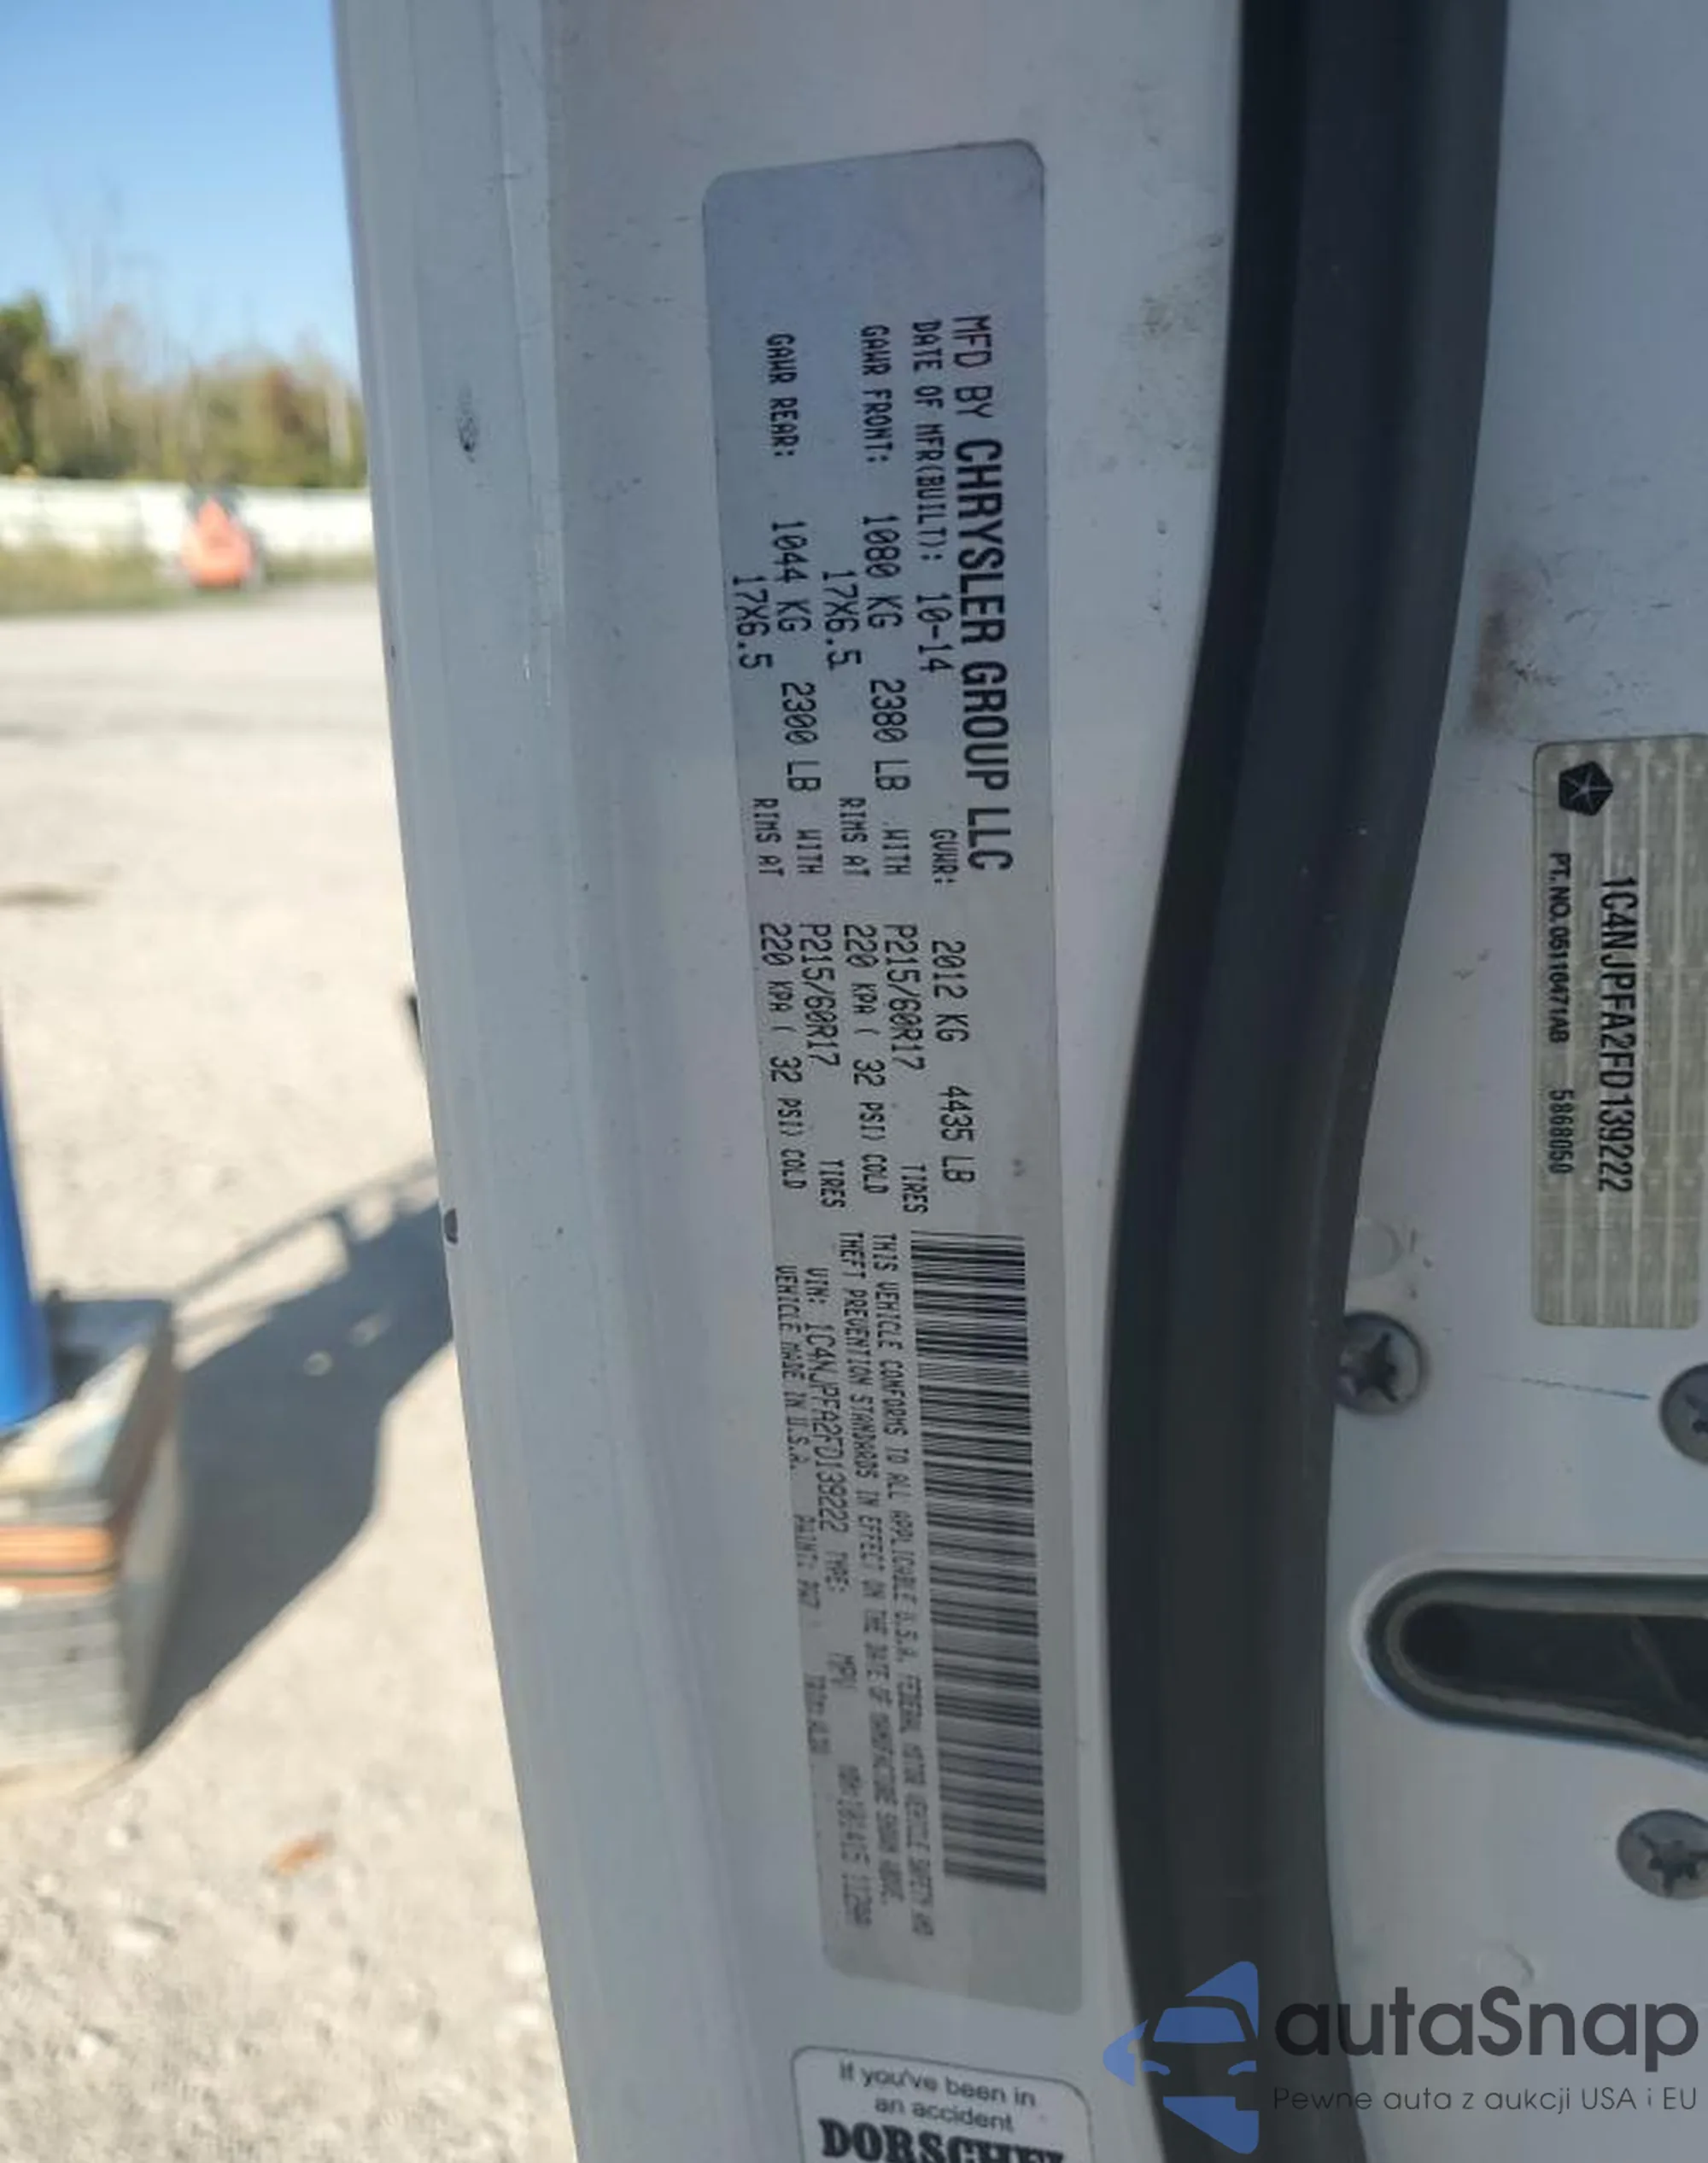 MFD BY CHRYSLER GROUP LLC
DATE OF MFR(BUILT): 10-14 GVWR: 2012 KG 4435 LB
GAWR FRONT: 1080 KG 2380 LB WITH P215/60R17 TIRES
17X6.5 RIMS AT 220 KPA ( 32 PSI) COLD
GAWR REAR: 1044 KG 2300 LB WITH P215/60R17 TIRES
17X6.5 RIMS AT 220 KPA ( 32 PSI) COLD
THIS VEHICLE CONFORMS TO ALL APPLICABLE U.S.A. FEDERAL MOTOR VEHICLE SAFETY AND
THEFT PREVENTION STANDARDS IN EFFECT ON THE DATE OF MANUFACTURE SHOWN ABOVE.
VIN: 1C4NJPFA2FD139222 TYPE: MPV
VEHICLE MADE IN U.S.A. PAINT: PW7
1C4NJPFA2FD139222
PT.NO.05110471AB 5868050
If you've been in
an accident
autaSnap
Pewne auta z aukcji USA i EU